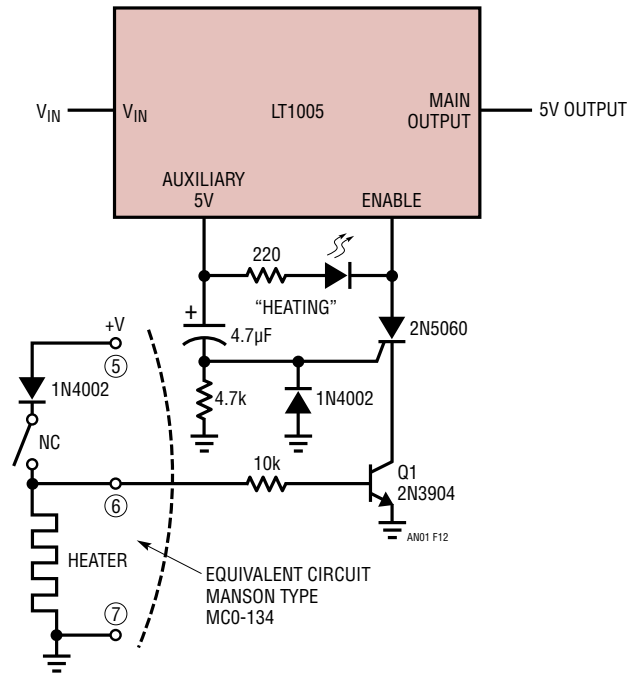 LT1005
V_IN
V_IN
MAIN
OUTPUT
5V OUTPUT
AUXILIARY
5V
ENABLE
220
“HEATING”
+
4.7µF
2N5060
+V
5
1N4002
4.7k
1N4002
NC
10k
Q1
2N3904
6
AN01 F12
HEATER
EQUIVALENT CIRCUIT
MANSON TYPE
MC0-134
7